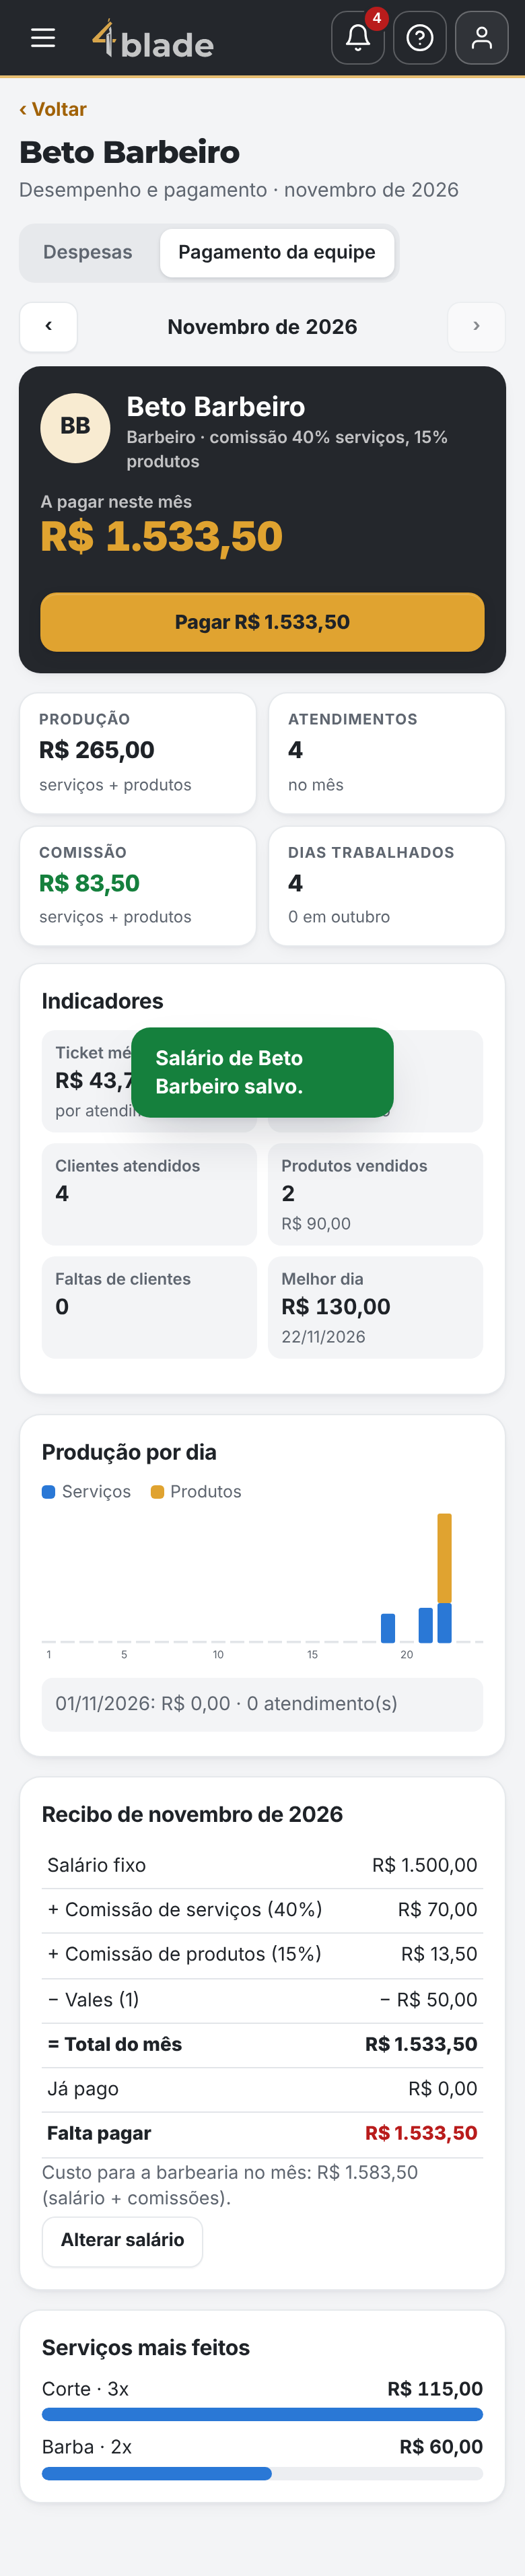 4blade
4
‹ Voltar
Beto Barbeiro
Desempenho e pagamento · novembro de 2026
Despesas
Pagamento da equipe
‹
Novembro de 2026
›
BB
Beto Barbeiro
Barbeiro · comissão 40% serviços, 15%
produtos
A pagar neste mês
R$ 1.533,50
Pagar R$ 1.533,50
PRODUÇÃO
R$ 265,00
serviços + produtos
ATENDIMENTOS
4
no mês
COMISSÃO
R$ 83,50
serviços + produtos
DIAS TRABALHADOS
4
0 em outubro
Indicadores
Ticket
R$ 43,7
por
Salário de Beto
Barbeiro salvo.
Clientes atendidos
4
Produtos vendidos
2
R$ 90,00
Faltas de clientes
0
Melhor dia
R$ 130,00
22/11/2026
Produção por dia
Serviços
Produtos
1 5 10 15 20
01/11/2026: R$ 0,00 · 0 atendimento(s)
Recibo de novembro de 2026
Salário fixo R$ 1.500,00
+ Comissão de serviços (40%) R$ 70,00
+ Comissão de produtos (15%) R$ 13,50
− Vales (1) − R$ 50,00
= Total do mês R$ 1.533,50
Já pago R$ 0,00
Falta pagar R$ 1.533,50
Custo para a barbearia no mês: R$ 1.583,50
(salário + comissões).
Alterar salário
Serviços mais feitos
Corte · 3x R$ 115,00
Barba · 2x R$ 60,00